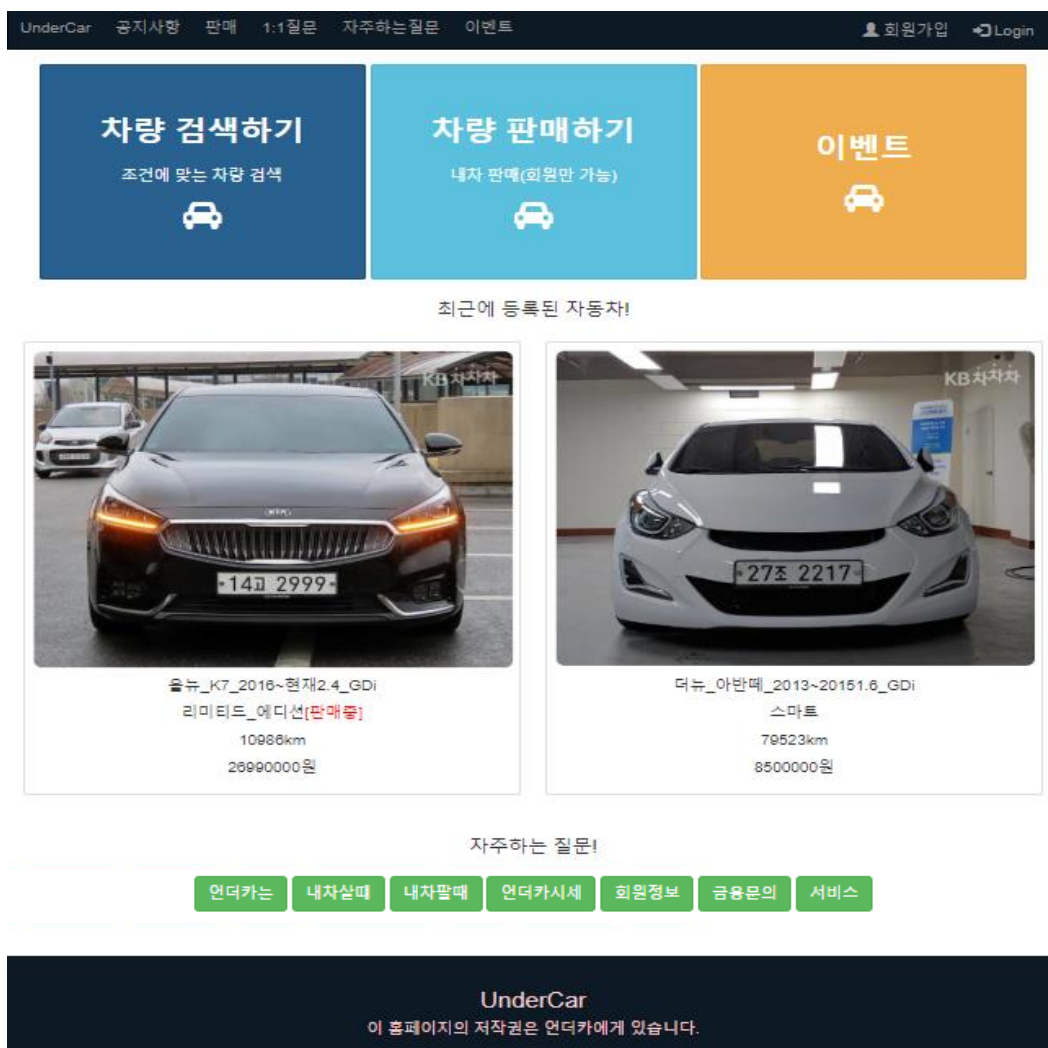 UnderCar 공지사항 판매 1:1질문 자주하는질문 이벤트 회원가입 Login
차량 검색하기
조건에 맞는 차량 검색
차량 판매하기
내차 판매(회원만 가능)
이벤트
최근에 등록된 자동차!
KB차차차
KIA
14고 2999
올뉴_K7_2016~현재2.4_GDi
리미티드_에디션[판매중]
10986km
26990000원
KB차차차
27조 2217
더뉴_아반떼_2013~20151.6_GDi
스마트
79523km
8500000원
자주하는 질문!
언더카는 내차살때 내차팔때 언더카시세 회원정보 금융문의 서비스
UnderCar
이 홈페이지의 저작권은 언더카에게 있습니다.